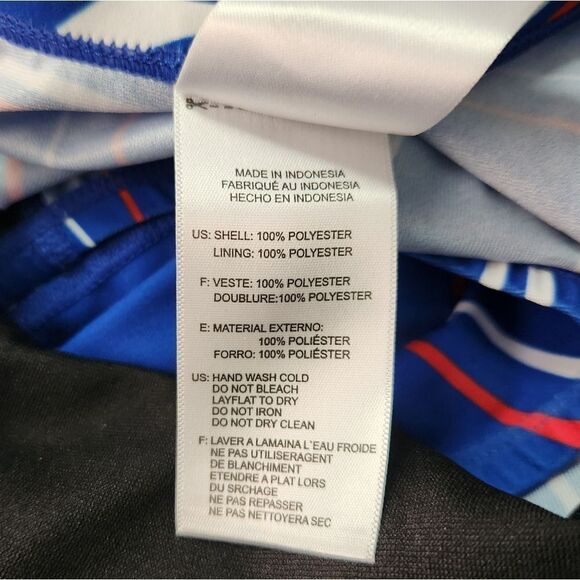 MADE IN INDONESIA
FABRIQUÉ AU INDONESIA
HECHO EN INDONESIA
US: SHELL: 100% POLYESTER
LINING: 100% POLYESTER
F: VESTE: 100% POLYESTER
DOUBLURE:100% POLYESTER
E: MATERIAL EXTERNO:
100% POLIÉSTER
FORRO: 100% POLIÉSTER
US: HAND WASH COLD
DO NOT BLEACH
LAYFLAT TO DRY
DO NOT IRON
DO NOT DRY CLEAN
F: LAVER A LAMAINA L'EAU FROIDE
NE PAS UTILISERAGENT
DE BLANCHIMENT
ETENDRE A PLAT LORS
DU SRCHAGE
NE PAS REPASSER
NE PAS NETTOYERA SEC